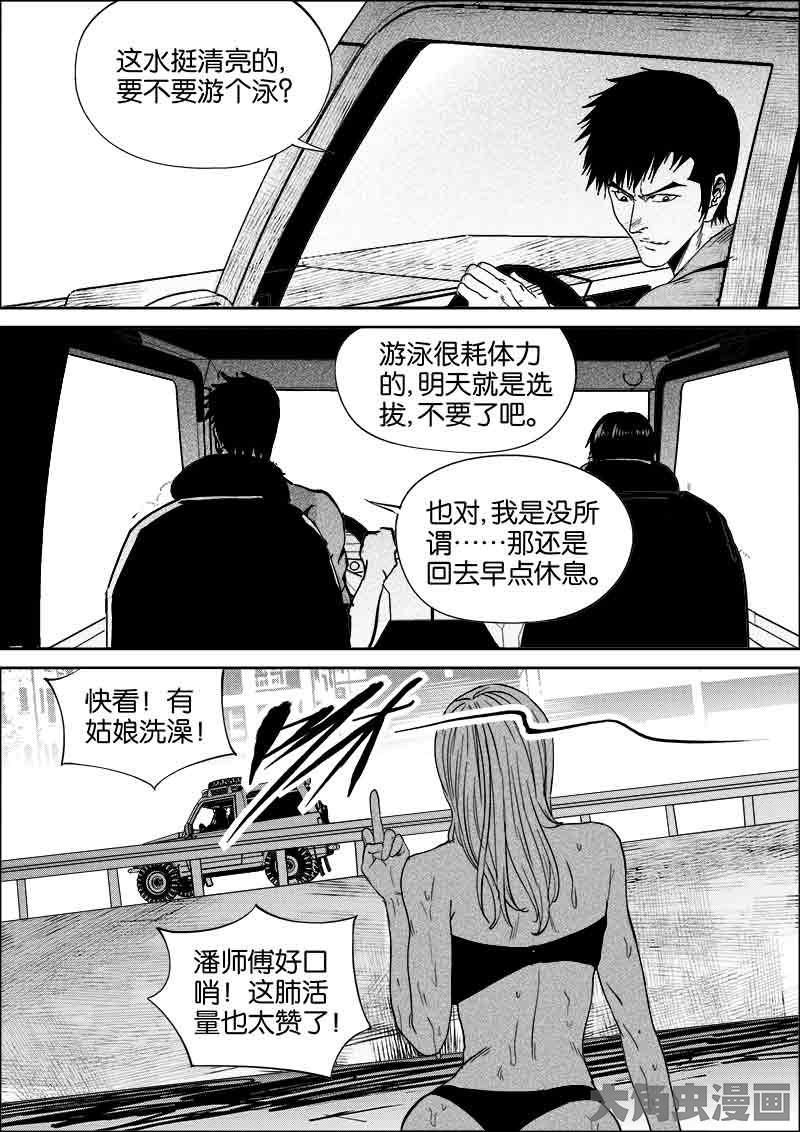 这水挺清亮的,
要不要游个泳?
游泳很耗体力
的,明天就是选
拔,不要了吧。
也对,我是没所
谓……那还是
回去早点休息。
快看！有
姑娘洗澡！
潘师傅好口
哨！这肺活
量也太赞了！
大角虫漫画